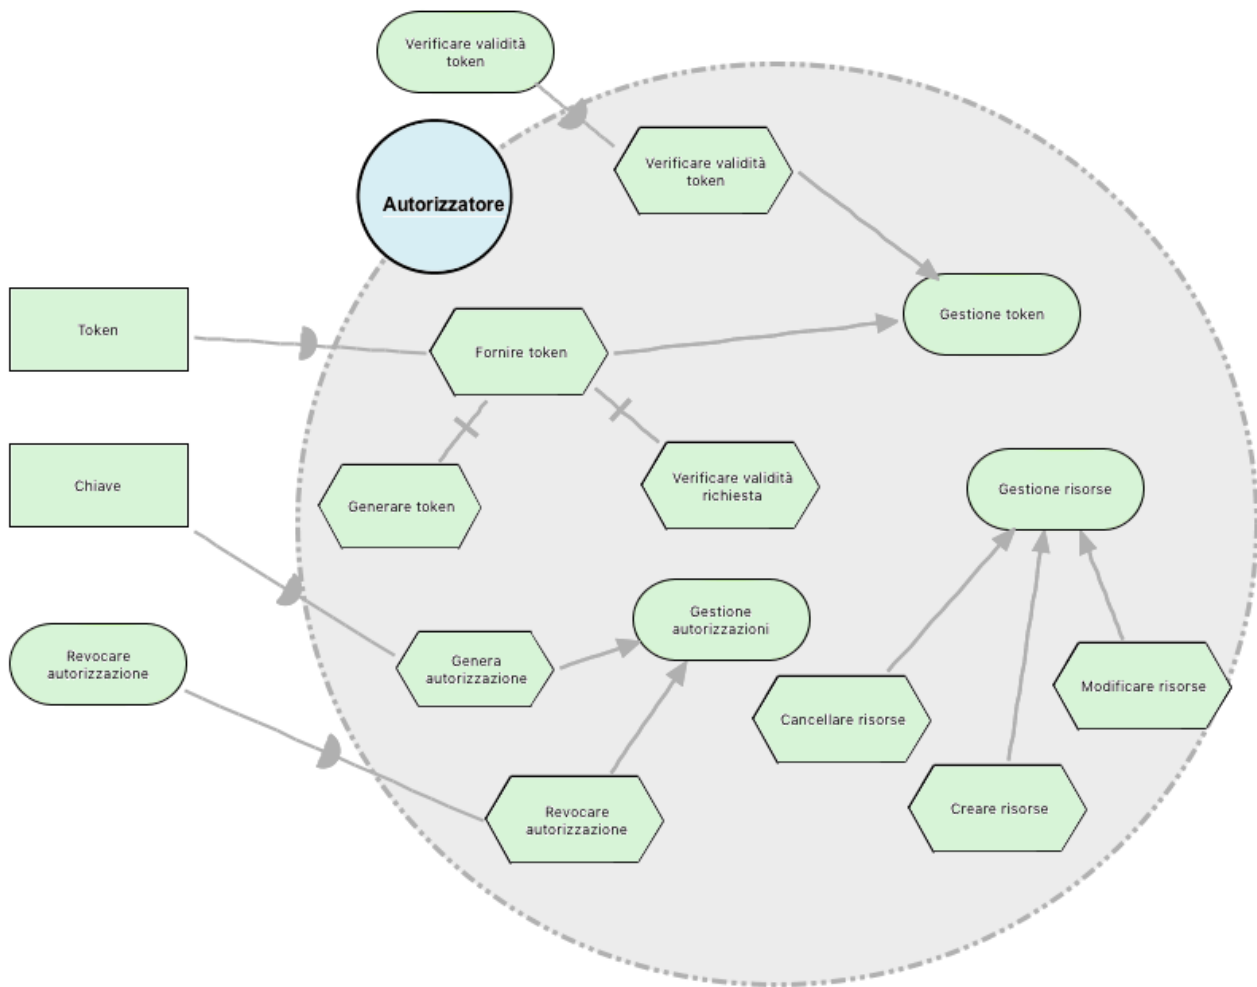 Verificare validità
token
Verificare validità
token
Autorizzatore
Token
Fornire token
Gestione token
Chiave
Generare token
Verificare validità
richiesta
Gestione risorse
Revocare
autorizzazione
Genera
autorizzazione
Gestione
autorizzazioni
Cancellare risorse
Modificare risorse
Revocare
autorizzazione
Creare risorse